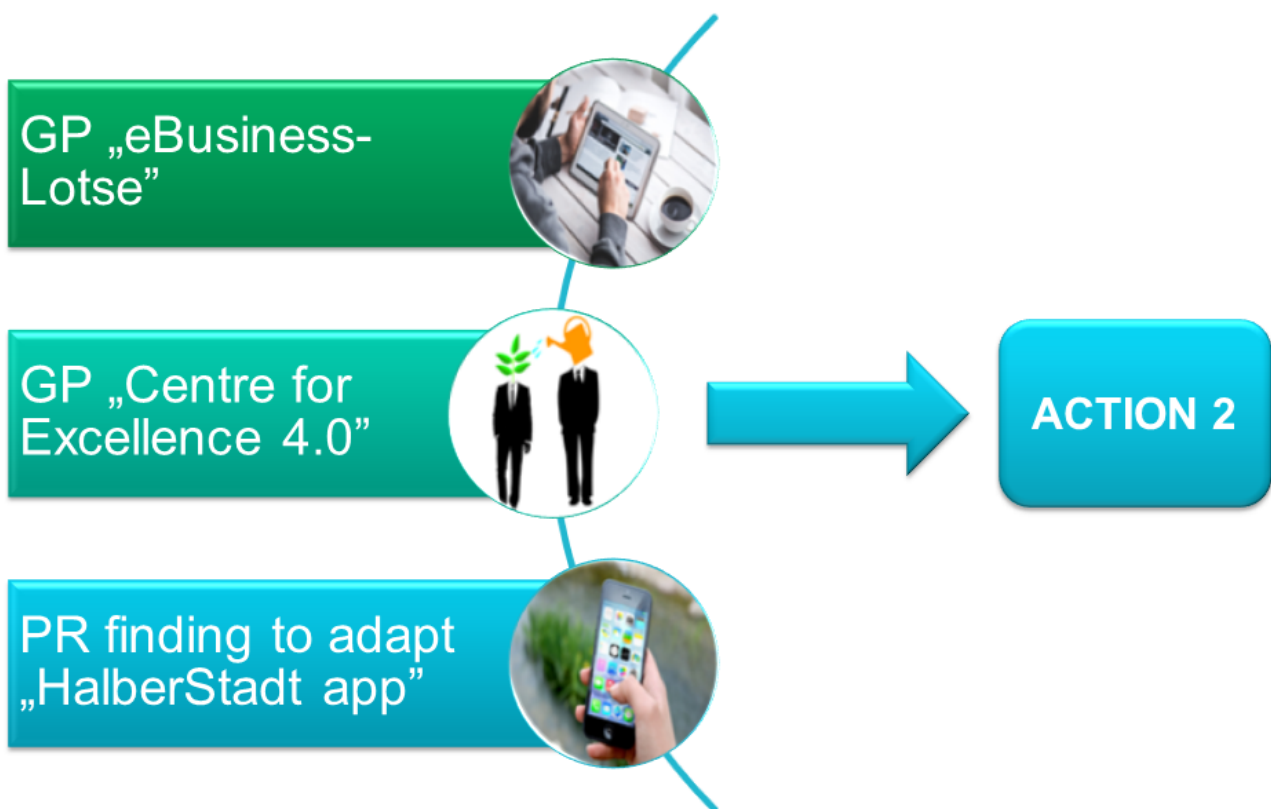 GP „eBusiness-
Lotse”
GP „Centre for
Excellence 4.0”
ACTION 2
PR finding to adapt
„HalberStadt app”